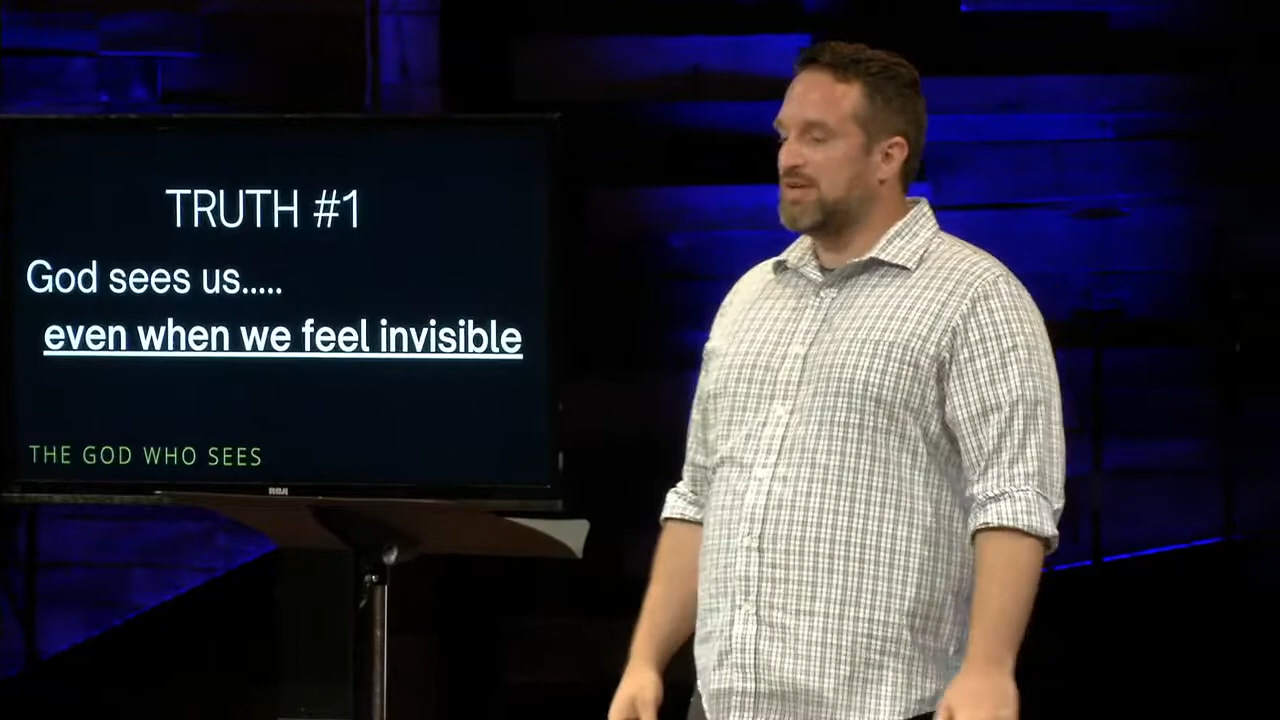 TRUTH #1
God sees us.....
even when we feel invisible
THE GOD WHO SEES
RCA